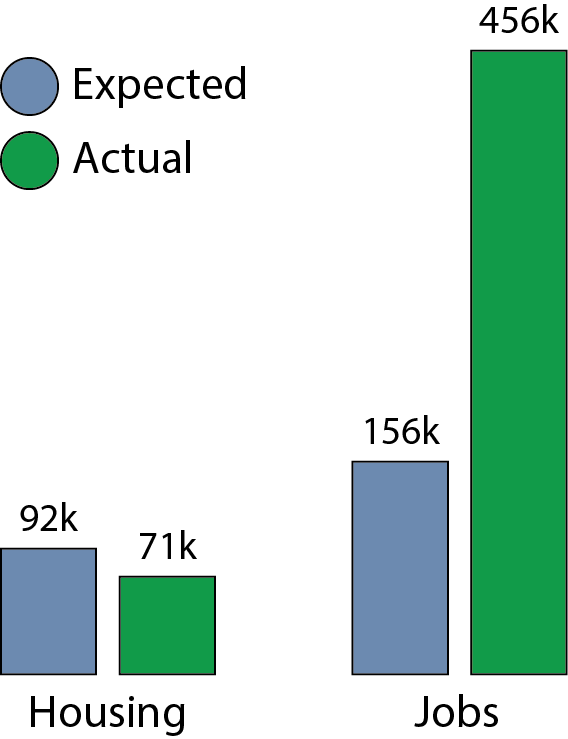 456k
Expected
Actual
156k
92k
71k
Housing
Jobs